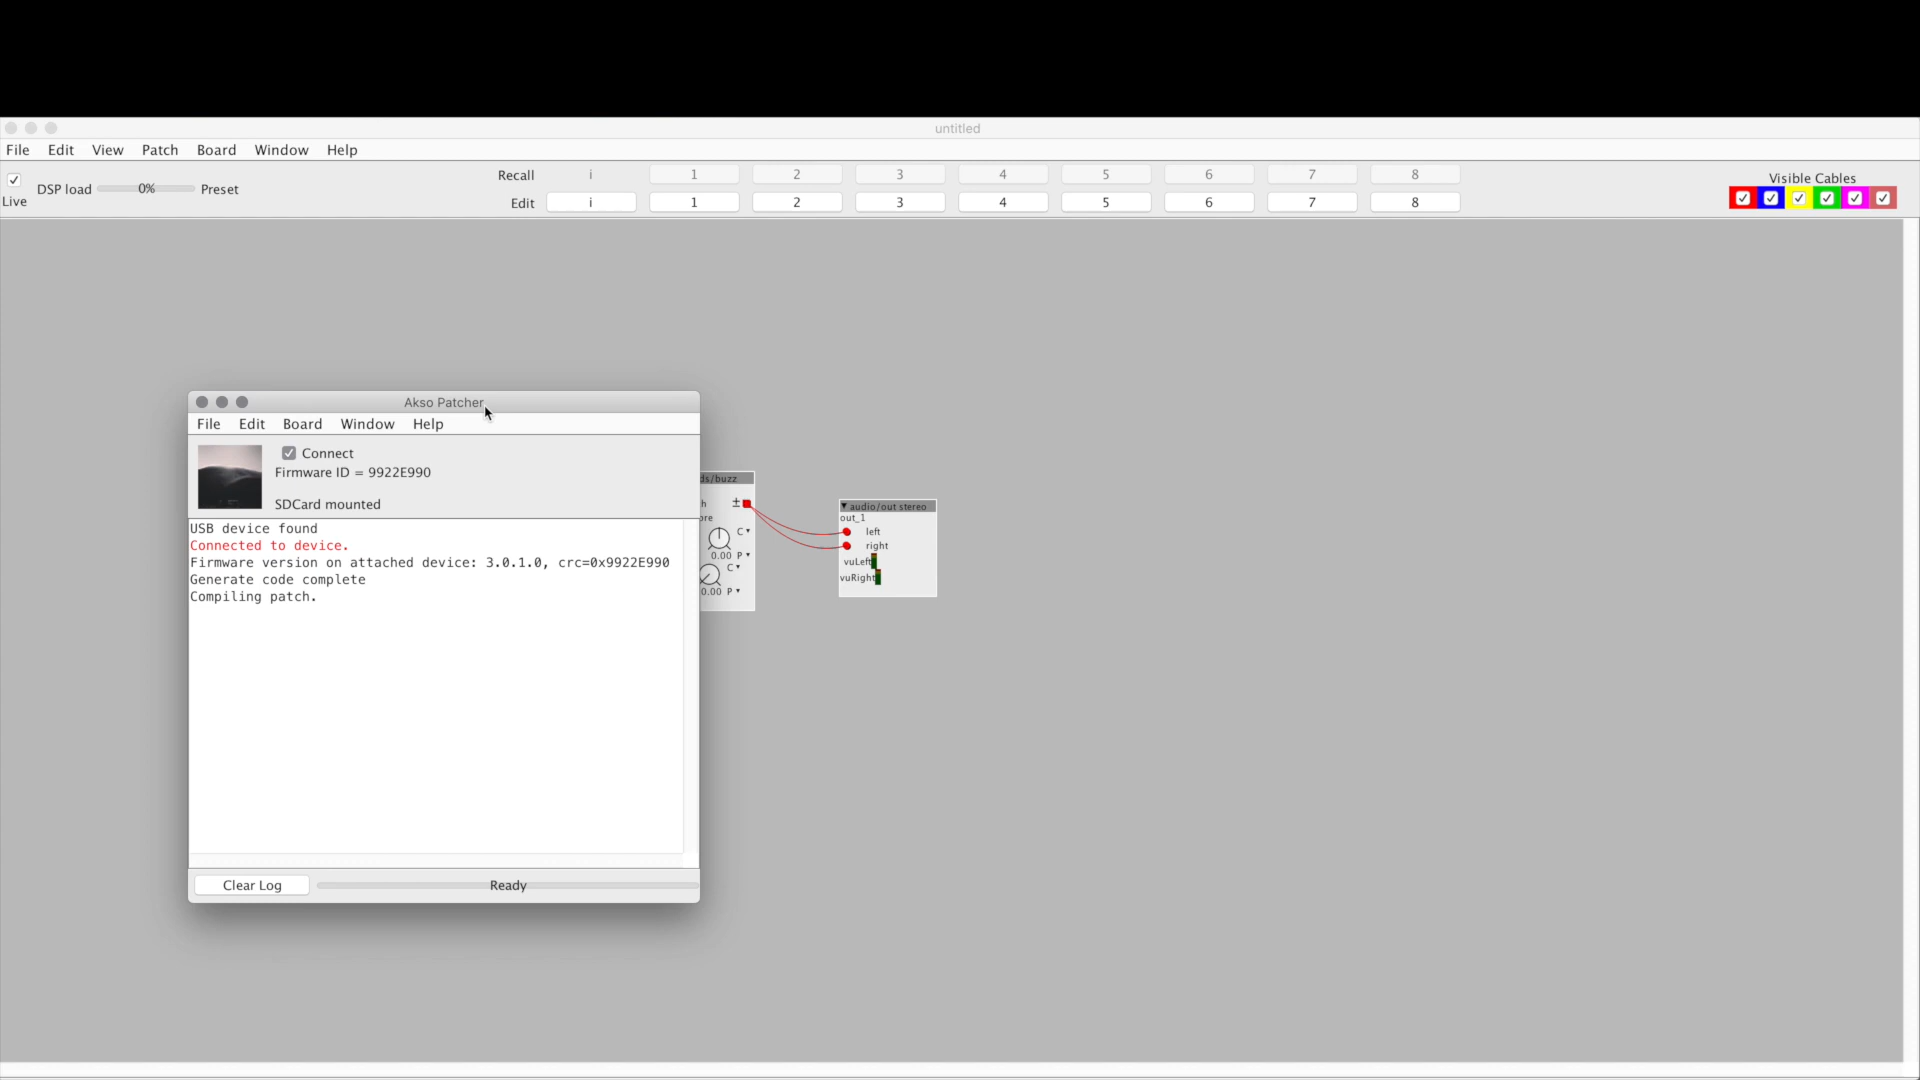 untitled
File Edit View Patch Board Window Help
Live DSP load 0% Preset
Recall i 1 2 3 4 5 6 7 8
Edit i 1 2 3 4 5 6 7 8
Visible Cables
Akso Patcher
File Edit Board Window Help
Connect
Firmware ID = 9922E990
SDCard mounted
USB device found
Connected to device.
Firmware version on attached device: 3.0.1.0, crc=0x9922E990
Generate code complete
Compiling patch.
Clear Log Ready
ds/buzz
h ±
ore
C
0.00 P
C
0.00 P
audio/out stereo
out_1
left
right
vuLeft
vuRight